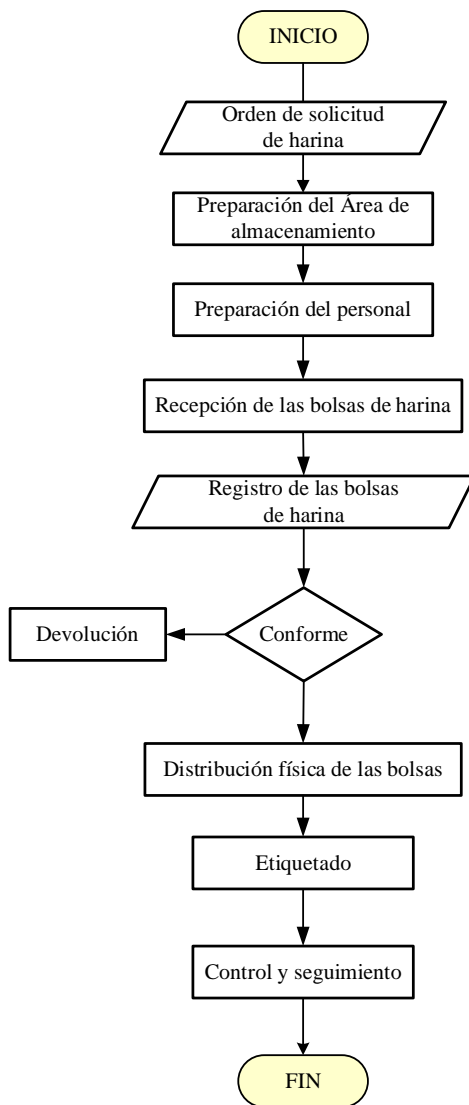 INICIO
Orden de solicitud
de harina
Preparación del Área de
almacenamiento
Preparación del personal
Recepción de las bolsas de harina
Registro de las bolsas
de harina
Devolución
Conforme
Distribución física de las bolsas
Etiquetado
Control y seguimiento
FIN